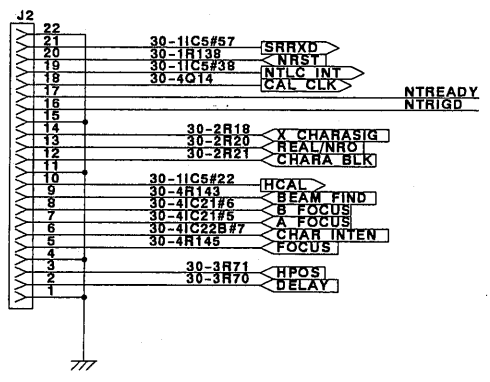 J2
22
21 30-1IC5#57 SRRXD
20 30-1R138 NRST
19 30-1IC5#38 NTLC INT
18 30-4Q14 CAL CLK
17 NTREADY
16 NTRIGD
15
14 30-2R18 X CHARASIG
13 30-2R20 REAL/NRO
12 30-2R21 CHARA BLK
11
10 30-1IC5#22 HCAL
9 30-4R143 BEAM FIND
8 30-4IC21#6 B FOCUS
7 30-4IC21#5 A FOCUS
6 30-4IC22B#7 CHAR INTEN
5 30-4R145 FOCUS
4
3 30-3R71 HPOS
2 30-3R70 DELAY
1